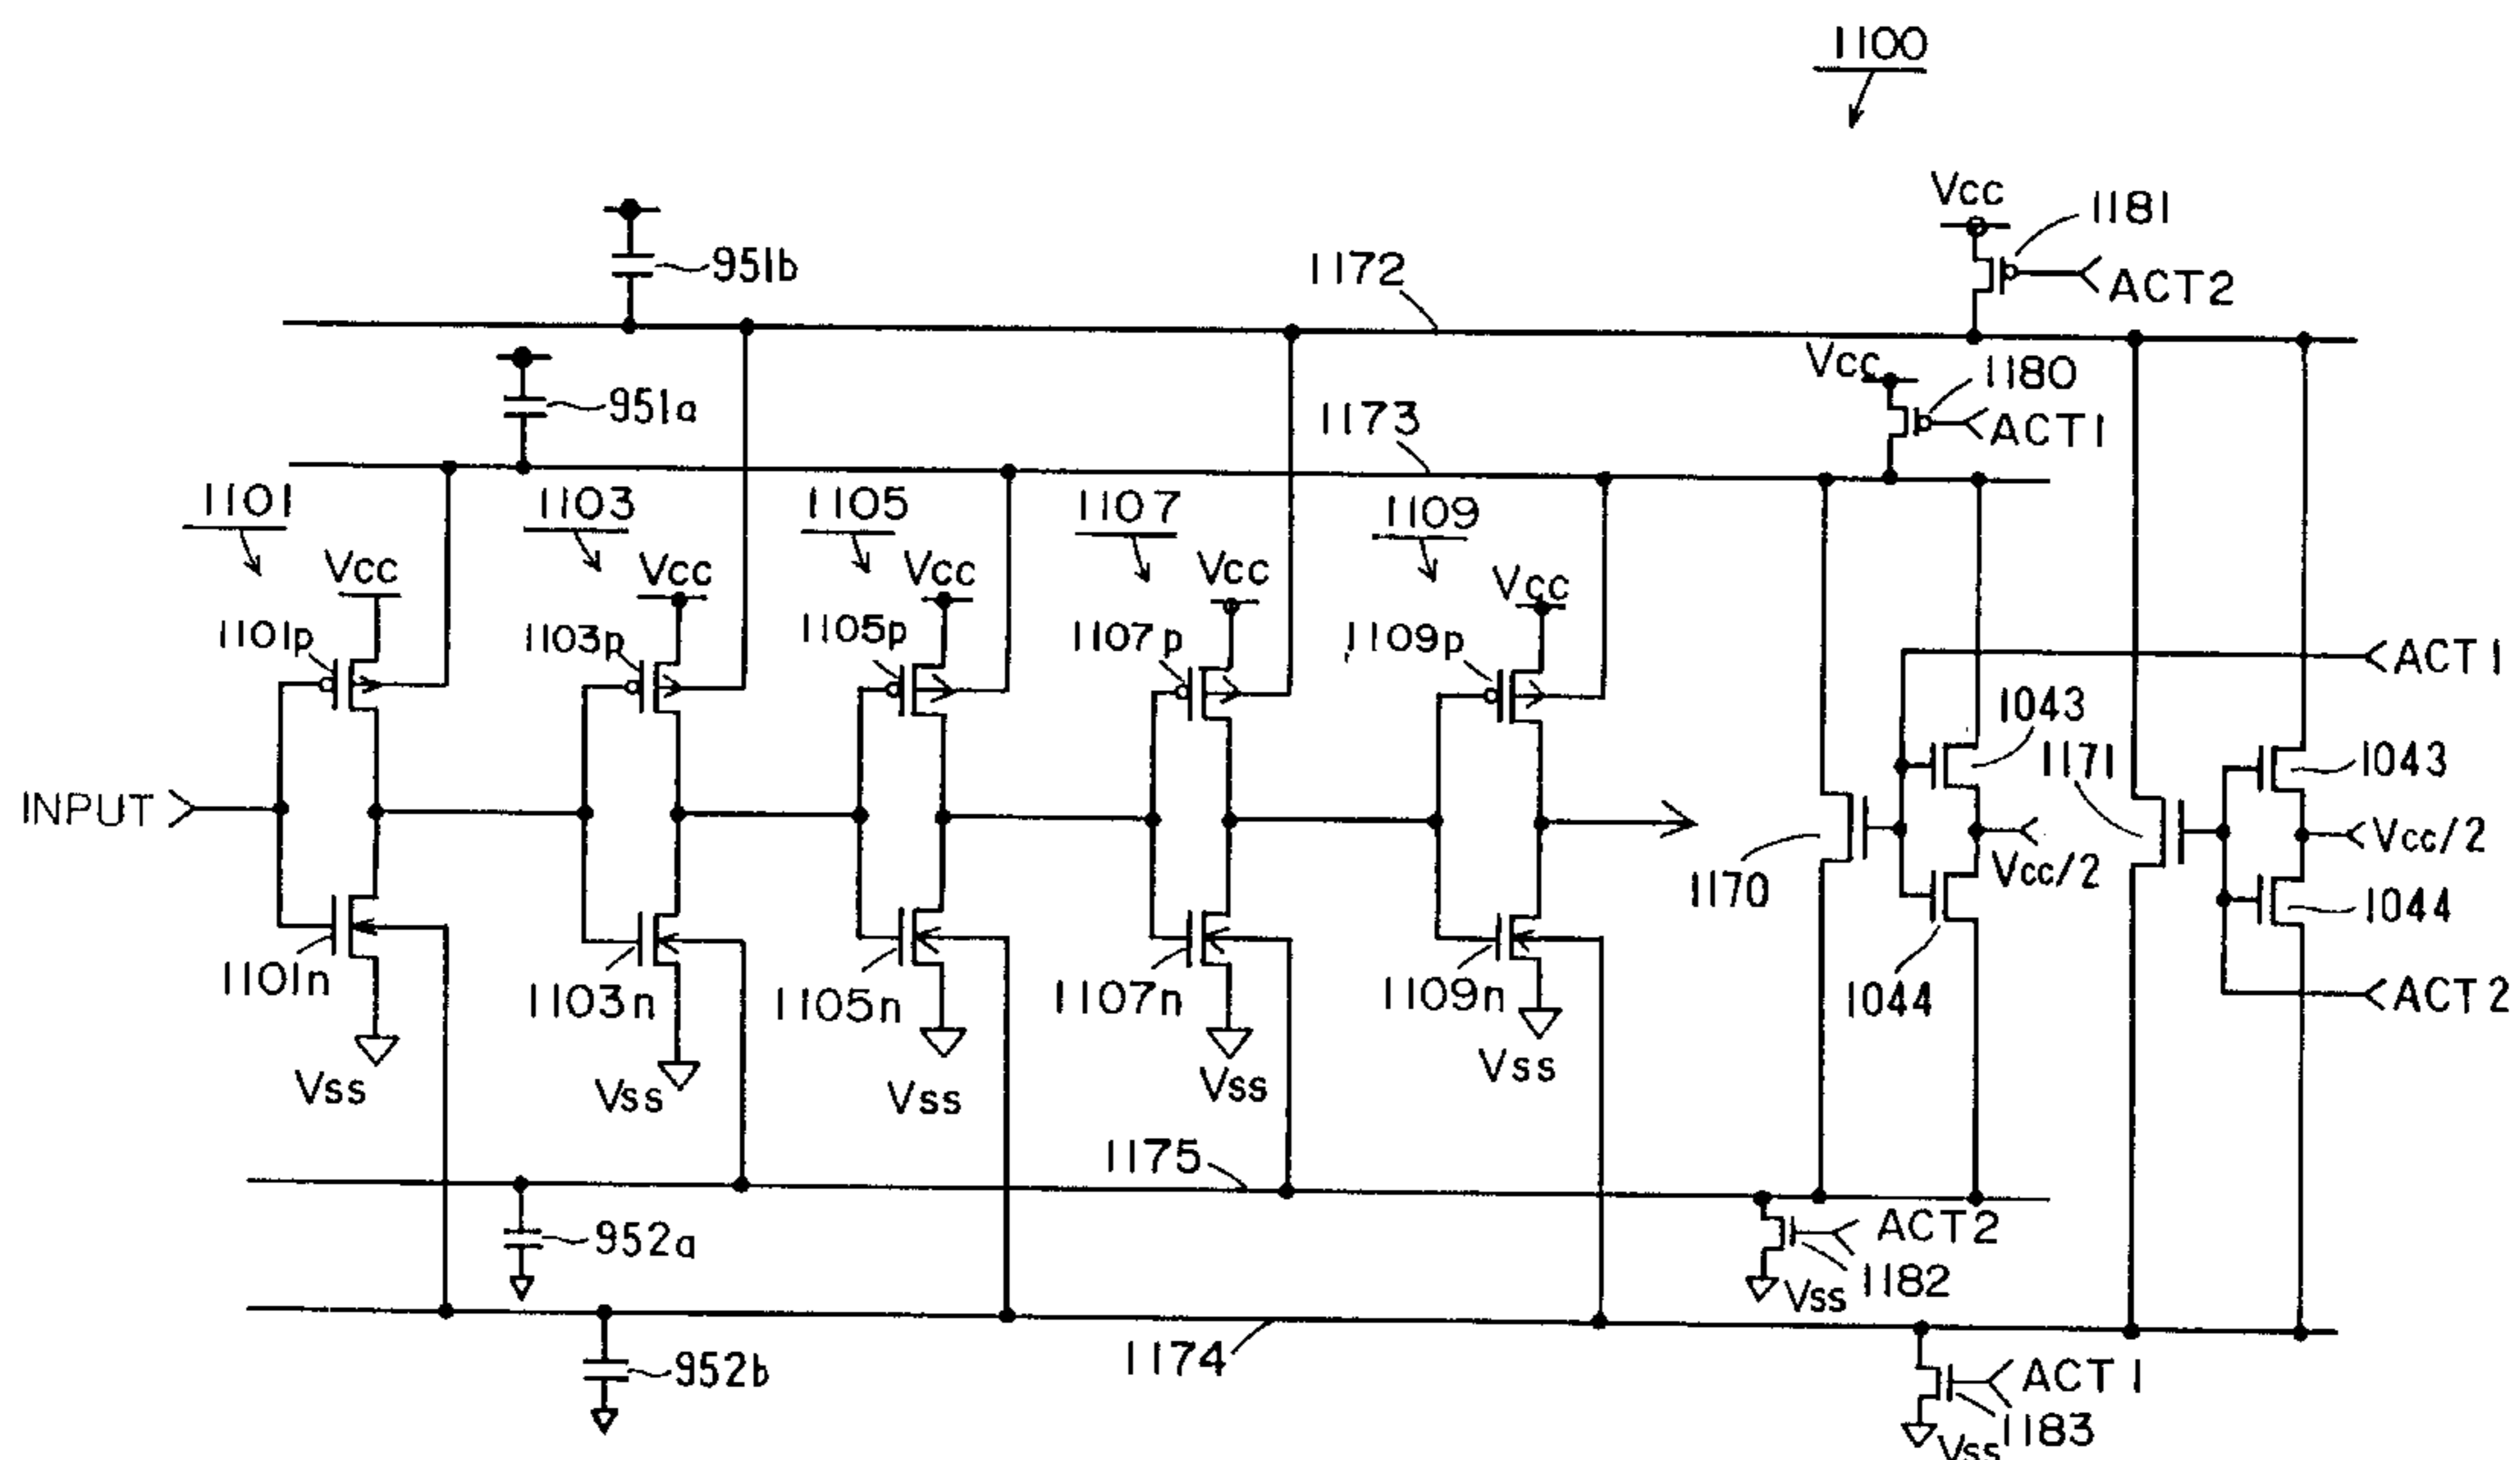 1100
Vcc
1181
951b
1172
ACT2
Vcc
1180
951a
1173
ACT1
1101
1103
1105
1107
1109
Vcc
Vcc
Vcc
Vcc
Vcc
1101p
1103p
1105p
1107p
1109p
ACT1
1043
1171
1043
INPUT
Vcc/2
Vcc/2
1170
1044
1044
1101n
1103n
1105n
1107n
1109n
ACT2
Vss
Vss
Vss
Vss
Vss
1175
952a
ACT2
1182
Vss
952b
1174
ACT1
1183
Vss